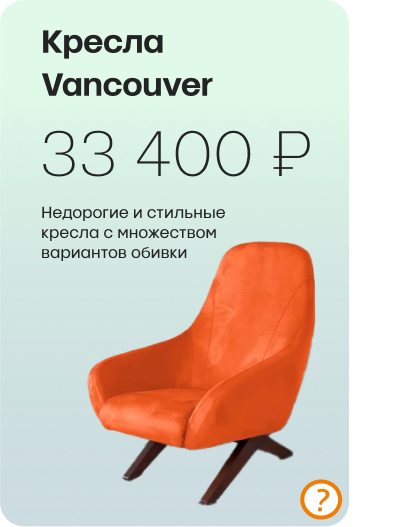 Кресла
Vancouver
33 400 ₽
Недорогие и стильные
кресла с множеством
вариантов обивки
?